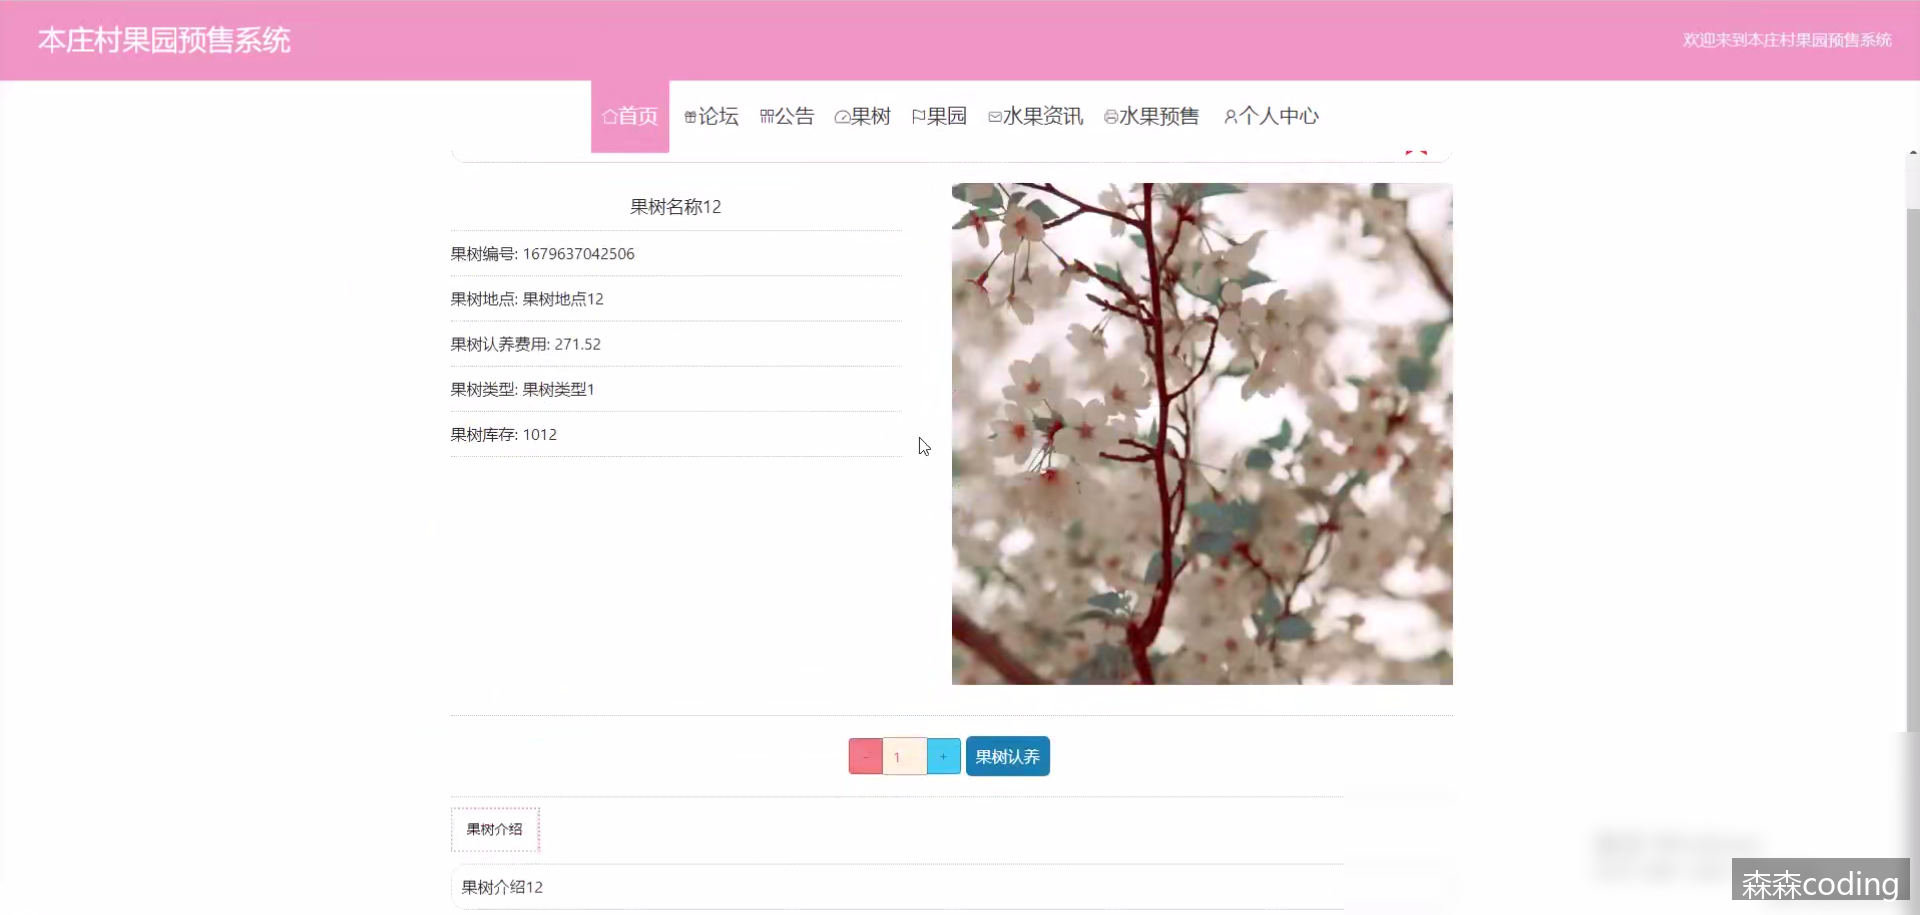 本庄村果园预售系统
欢迎来到本庄村果园预售系统
首页 论坛 公告 果树 果园 水果资讯 水果预售 个人中心
果树名称12
果树编号: 1679637042506
果树地点: 果树地点12
果树认养费用: 271.52
果树类型: 果树类型1
果树库存: 1012
- 1 + 果树认养
果树介绍
果树介绍12
森森coding